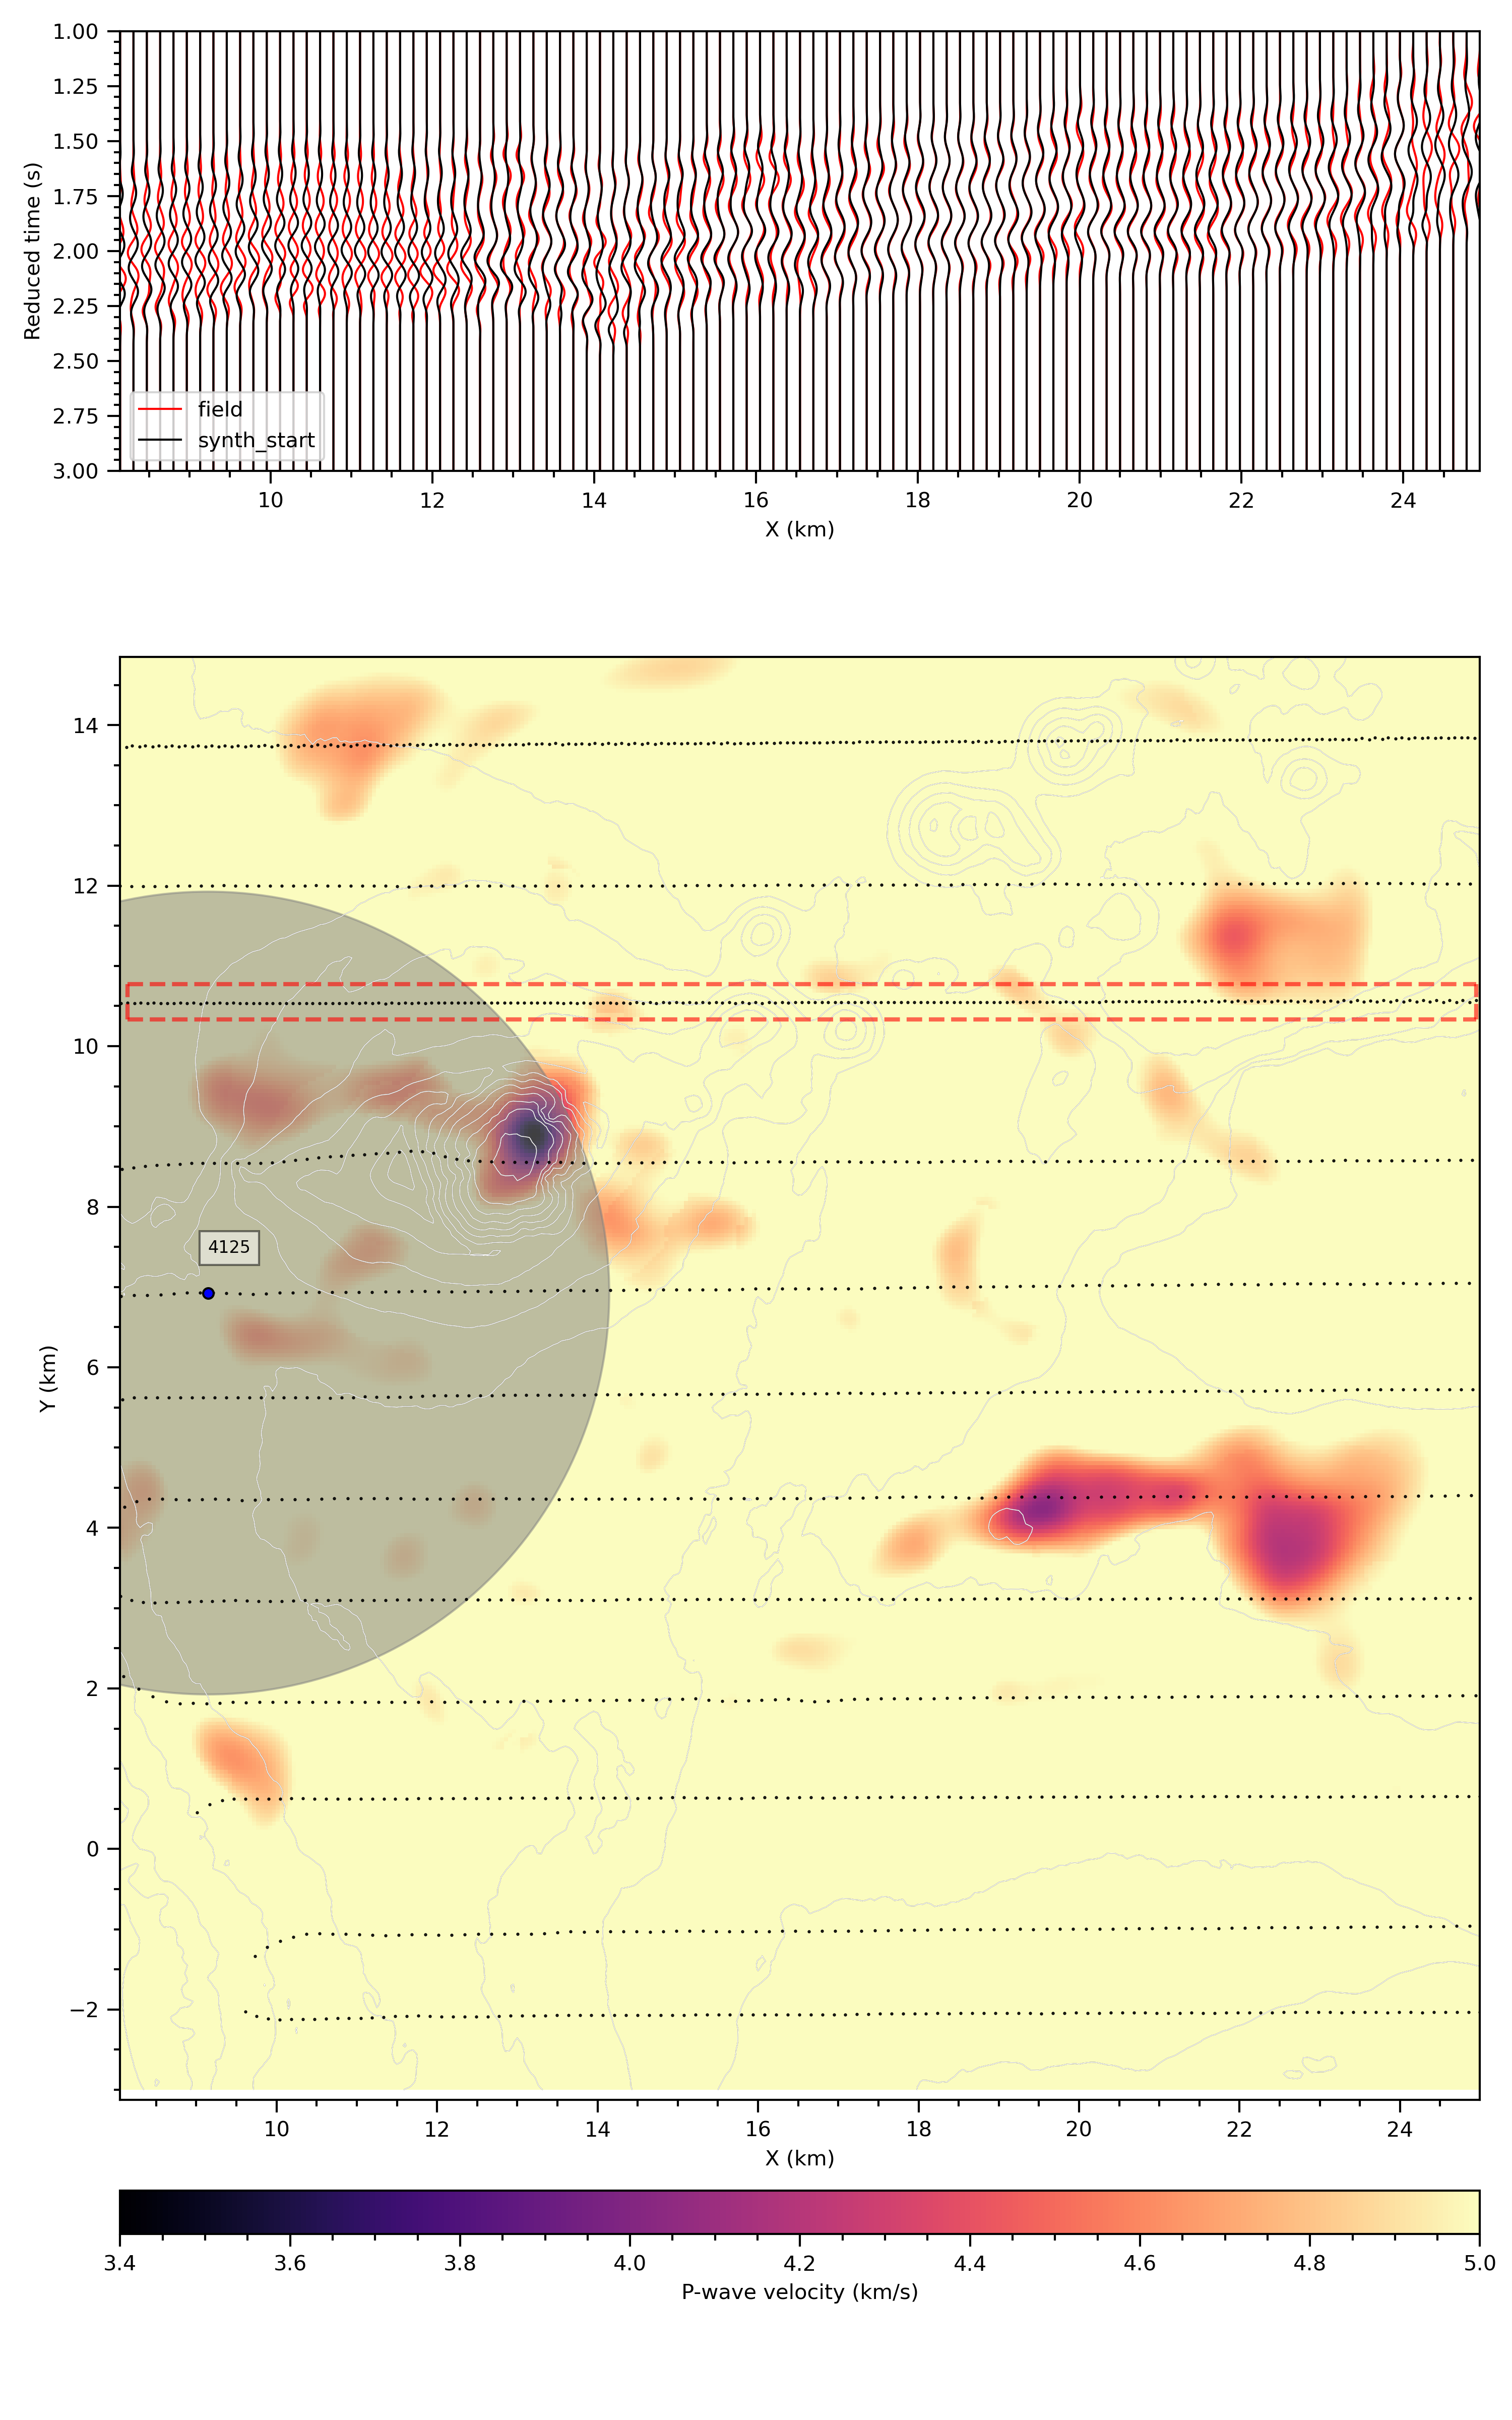 1.00
1.25
1.50
1.75
2.00
2.25
2.50
2.75
3.00
Reduced time (s)
field
synth_start
10 12 14 16 18 20 22 24
X (km)
14
12
10
8
6
4
2
0
−2
Y (km)
4125
10 12 14 16 18 20 22 24
X (km)
3.4 3.6 3.8 4.0 4.2 4.4 4.6 4.8 5.0
P-wave velocity (km/s)